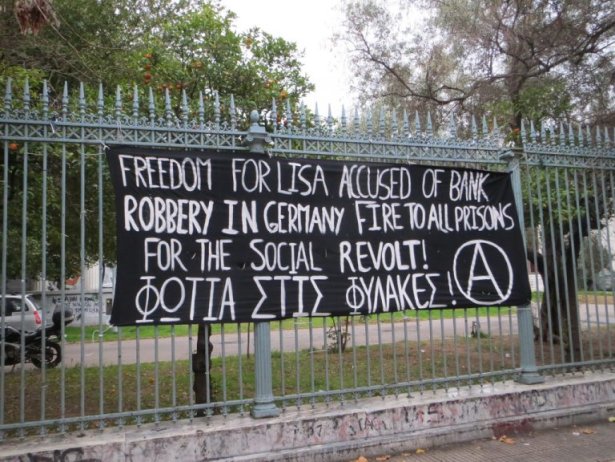 FREEDOM FOR LISA ACCUSED OF BANK
ROBBERY IN GERMANY FIRE TO ALL PRISONS
FOR THE SOCIAL REVOLT!
ΦΩΤΙΑ ΣΤΙΣ ΦΥΛΑΚΕΣ! Ⓐ